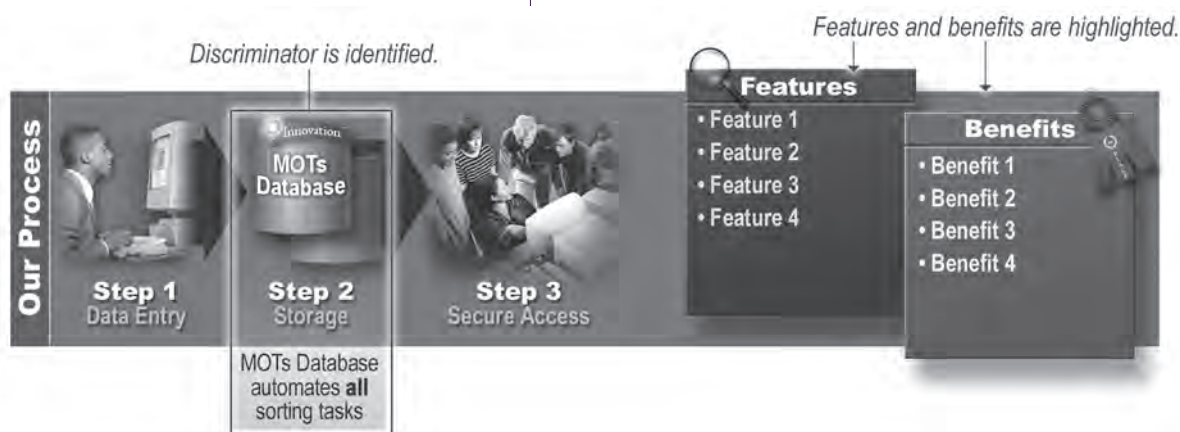 Features and benefits are highlighted.
Discriminator is identified.
Our Process
Innovation
MOTs
Database
Step 1
Data Entry
Step 2
Storage
Step 3
Secure Access
MOTs Database
automates all
sorting tasks
Features
• Feature 1
• Feature 2
• Feature 3
• Feature 4
Benefits
• Benefit 1
• Benefit 2
• Benefit 3
• Benefit 4